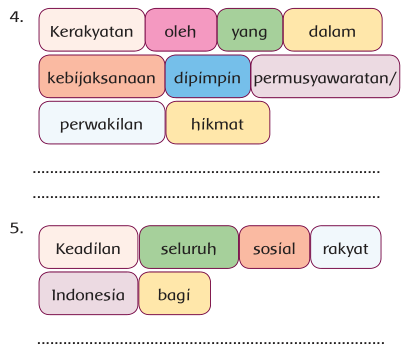 4. Kerakyatan oleh yang dalam
kebijaksanaan dipimpin permusyawaratan/
perwakilan hikmat
...............................................................................
...............................................................................
5. Keadilan seluruh sosial rakyat
Indonesia bagi
...............................................................................